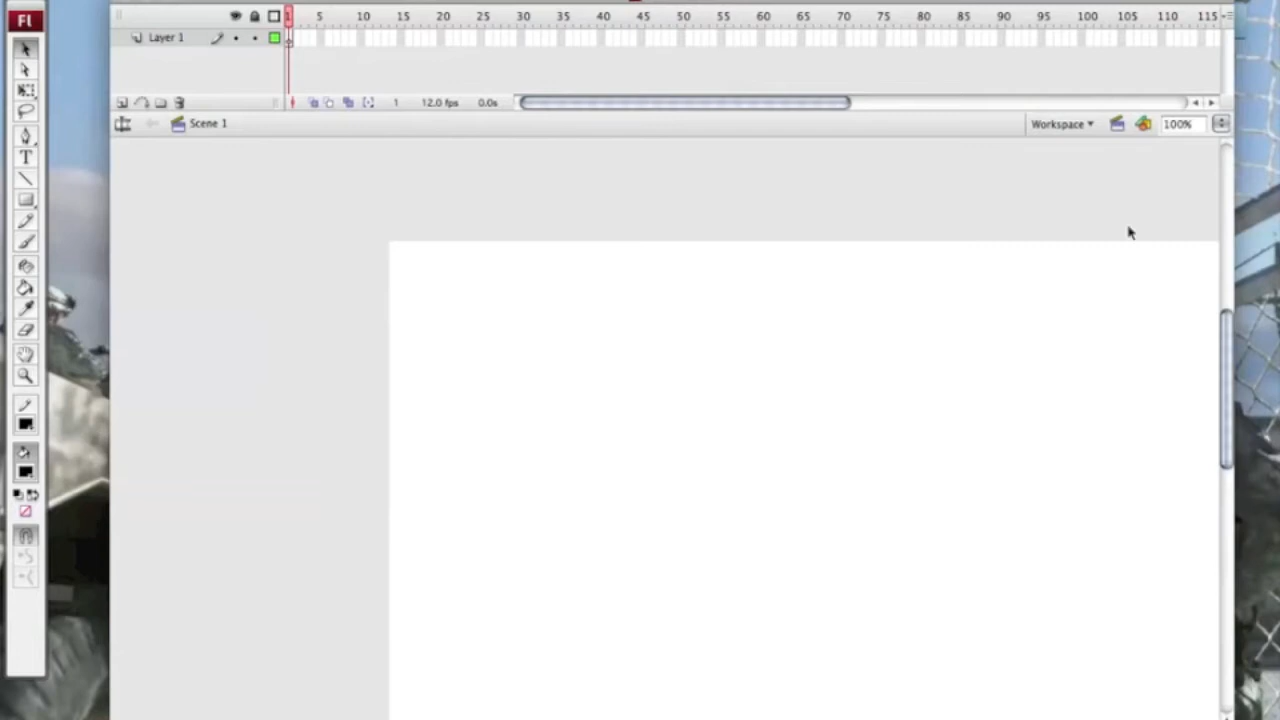 Fl
1 5 10 15 20 25 30 35 40 45 50 55 60 65 70 75 80 85 90 95 100 105 110 115
Layer 1
1 12.0 fps 0.0s
Scene 1 Workspace 100%
T